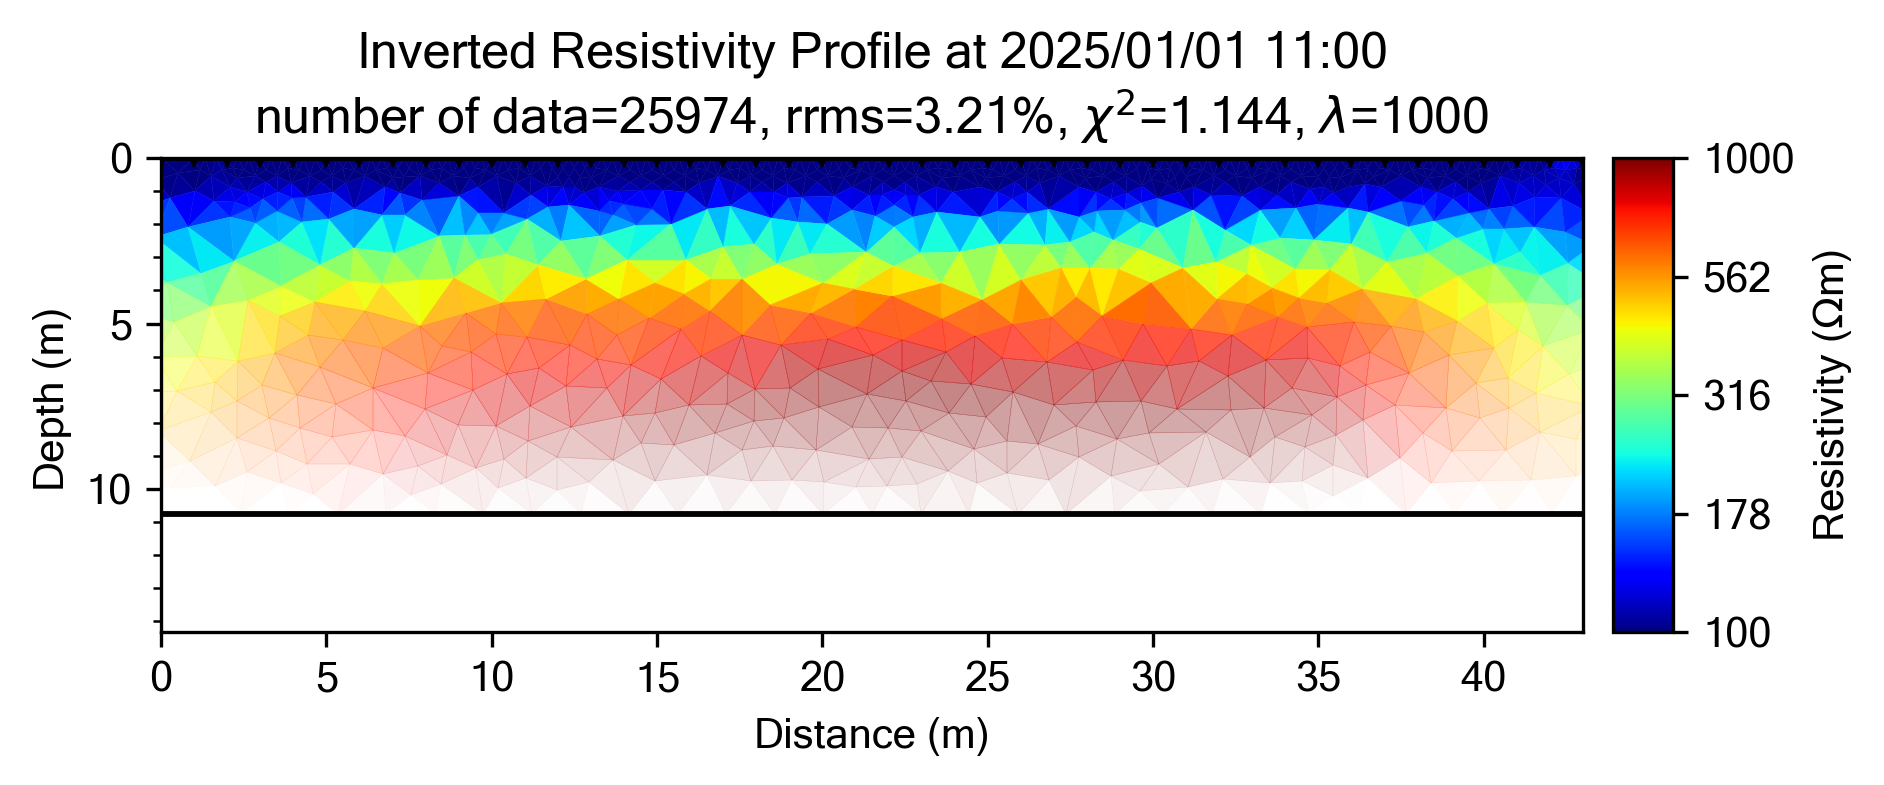 Inverted Resistivity Profile at 2025/01/01 11:00
number of data=25974, rrms=3.21%, χ²=1.144, λ=1000
0
5
10
Depth (m)
0 5 10 15 20 25 30 35 40
Distance (m)
1000
562
316
178
100
Resistivity (Ωm)